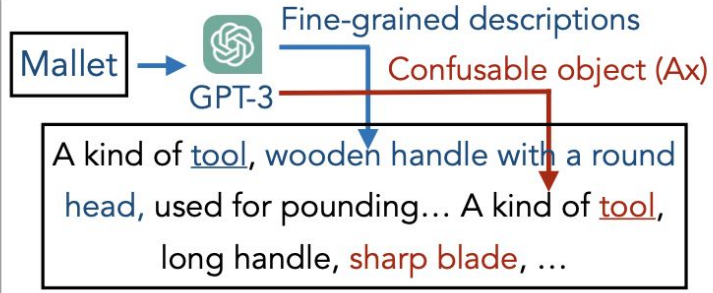 Fine-grained descriptions
Mallet
GPT-3
Confusable object (Ax)
A kind of tool, wooden handle with a round
head, used for pounding... A kind of tool,
long handle, sharp blade, ...